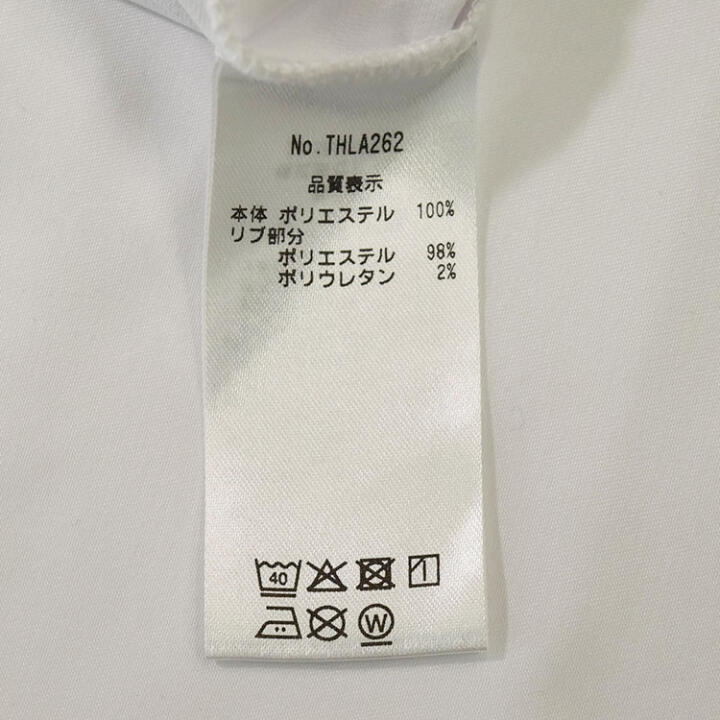 No.THLA262
品質表示
本体 ポリエステル 100%
リブ部分
ポリエステル 98%
ポリウレタン 2%
40
W